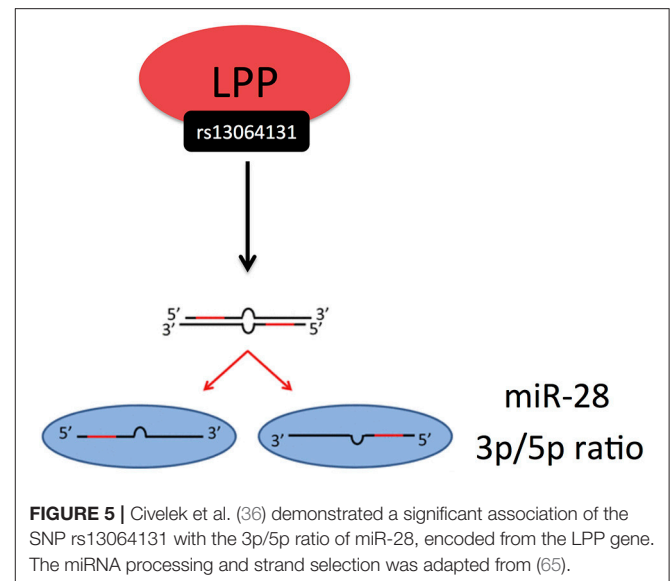 LPP
rs13064131
5′ 3′
3′ 5′
5′ 3′
3′ 5′
miR-28
3p/5p ratio
FIGURE 5 | Civelek et al. (36) demonstrated a significant association of the
SNP rs13064131 with the 3p/5p ratio of miR-28, encoded from the LPP gene.
The miRNA processing and strand selection was adapted from (65).